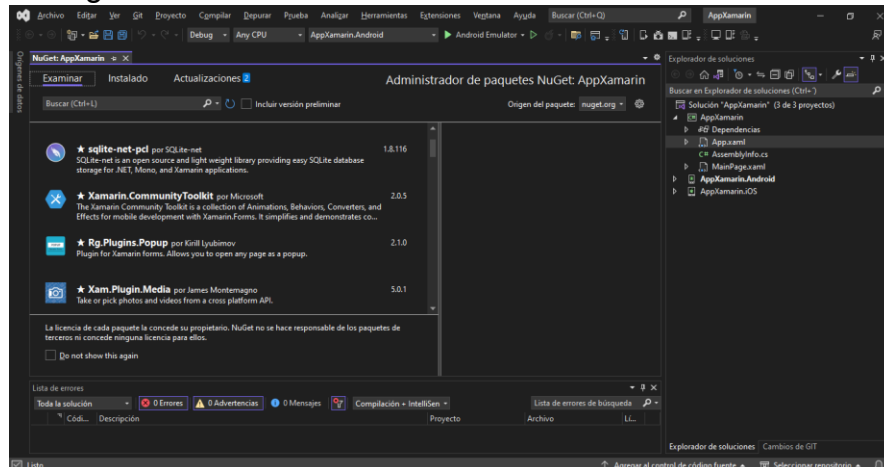 Archivo Editar Ver Git Proyecto Compilar Depurar Prueba Analizar Herramientas Extensiones Ventana Ayuda Buscar (Ctrl+Q) AppXamarin
Debug Any CPU AppXamarin.Android Android Emulator
Orígenes de datos
NuGet: AppXamarin
Examinar Instalado Actualizaciones 2 Administrador de paquetes NuGet: AppXamarin
Buscar (Ctrl+L) Incluir versión preliminar Origen del paquete: nuget.org
sqlite-net-pcl por SQLite-net 1.8.116
SQLite-net is an open source and light weight library providing easy SQLite database
storage for .NET, Mono, and Xamarin applications.
Xamarin.CommunityToolkit por Microsoft 2.0.5
The Xamarin Community Toolkit is a collection of Animations, Behaviors, Converters, and
Effects for mobile development with Xamarin.Forms. It simplifies and demonstrates co...
Rg.Plugins.Popup por Kirill Lyubimov 2.1.0
Plugin for Xamarin forms. Allows you to open any page as a popup.
Xam.Plugin.Media por James Montemagno 5.0.1
Take or pick photos and videos from a cross platform API.
La licencia de cada paquete la concede su propietario. NuGet no se hace responsable de los paquetes de
terceros ni concede ninguna licencia para ellos.
Do not show this again
Explorador de soluciones
Buscar en Explorador de soluciones (Ctrl+´)
Solución "AppXamarin" (3 de 3 proyectos)
AppXamarin
Dependencias
App.xaml
C# AssemblyInfo.cs
MainPage.xaml
AppXamarin.Android
AppXamarin.iOS
Lista de errores
Toda la solución 0 Errores 0 Advertencias 0 Mensajes Compilación + IntelliSen Lista de errores de búsqueda
Códi... Descripción Proyecto Archivo Lí...
Explorador de soluciones Cambios de GIT
Listo Agregar al control de código fuente Seleccionar repositorio